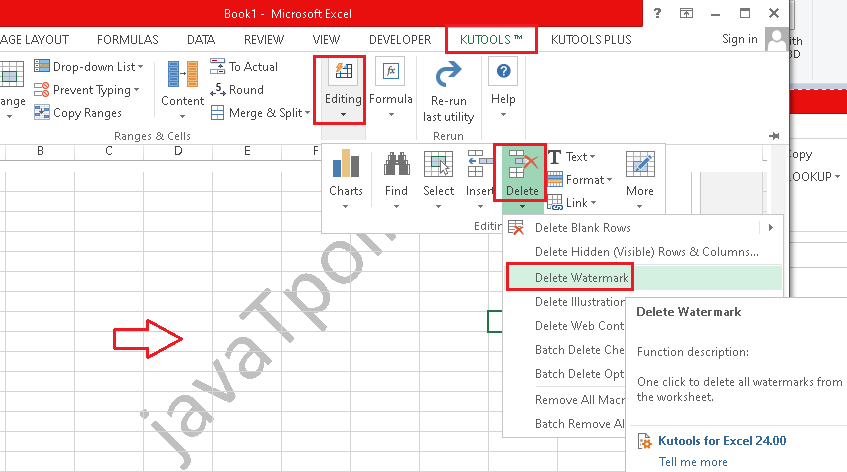 Book1 - Microsoft Excel
?
AGE LAYOUT FORMULAS DATA REVIEW VIEW DEVELOPER KUTOOLS ™ KUTOOLS PLUS Sign in
ith
3D
Drop-down List
Prevent Typing
Copy Ranges
ange
Content
To Actual
Round
Merge & Split
Ranges & Cells
Editing
Formula
Re-run
last utility
Rerun
Help
B C D E F
opy
OOKUP
Charts
Find
Select
Insert
Delete
Text
Format
Link
More
Editin
Delete Blank Rows
Delete Hidden (Visible) Rows & Columns...
Delete Watermark
Delete Illustration
Delete Web Cont
Batch Delete Che
Batch Delete Opt
Remove All Macr
Batch Remove Al
Delete Watermark
Function description:
One click to delete all watermarks from
the worksheet.
Kutools for Excel 24.00
Tell me more
javaTpoin